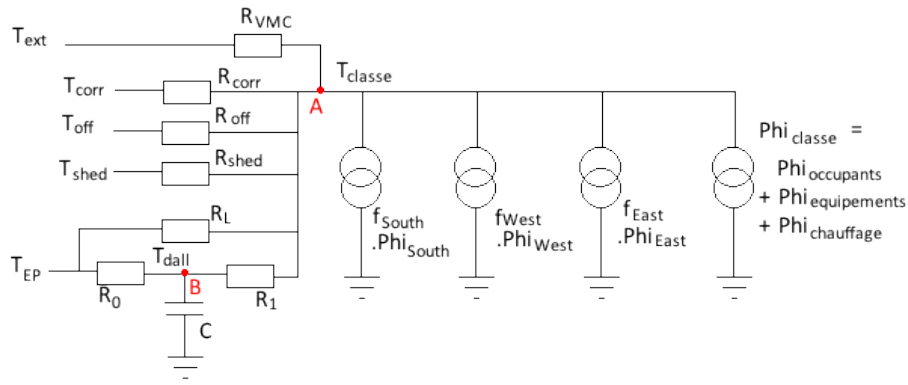 R_VMC
T_ext
T_classe
R_corr
T_corr
A
R_off
T_off
R_shed
T_shed
Phi_classe =
Phi_occupants
+ Phi_equipements
+ Phi_chauffage
f_South
.Phi_South
f_West
.Phi_West
f_East
.Phi_East
R_L
T_dall
T_EP
B
R_0
R_1
C